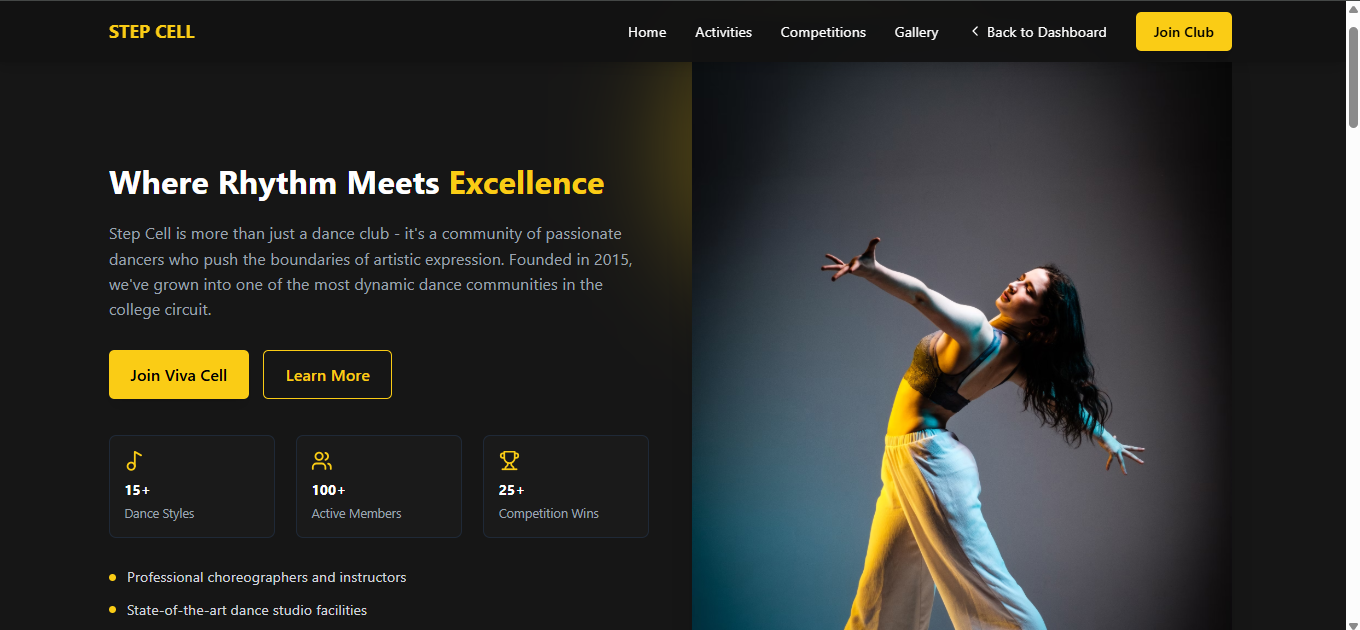 STEP CELL
Home
Activities
Competitions
Gallery
Back to Dashboard
Join Club
Where Rhythm Meets Excellence
Step Cell is more than just a dance club - it's a community of passionate
dancers who push the boundaries of artistic expression. Founded in 2015,
we've grown into one of the most dynamic dance communities in the
college circuit.
Join Viva Cell
Learn More
15+
Dance Styles
100+
Active Members
25+
Competition Wins
Professional choreographers and instructors
State-of-the-art dance studio facilities